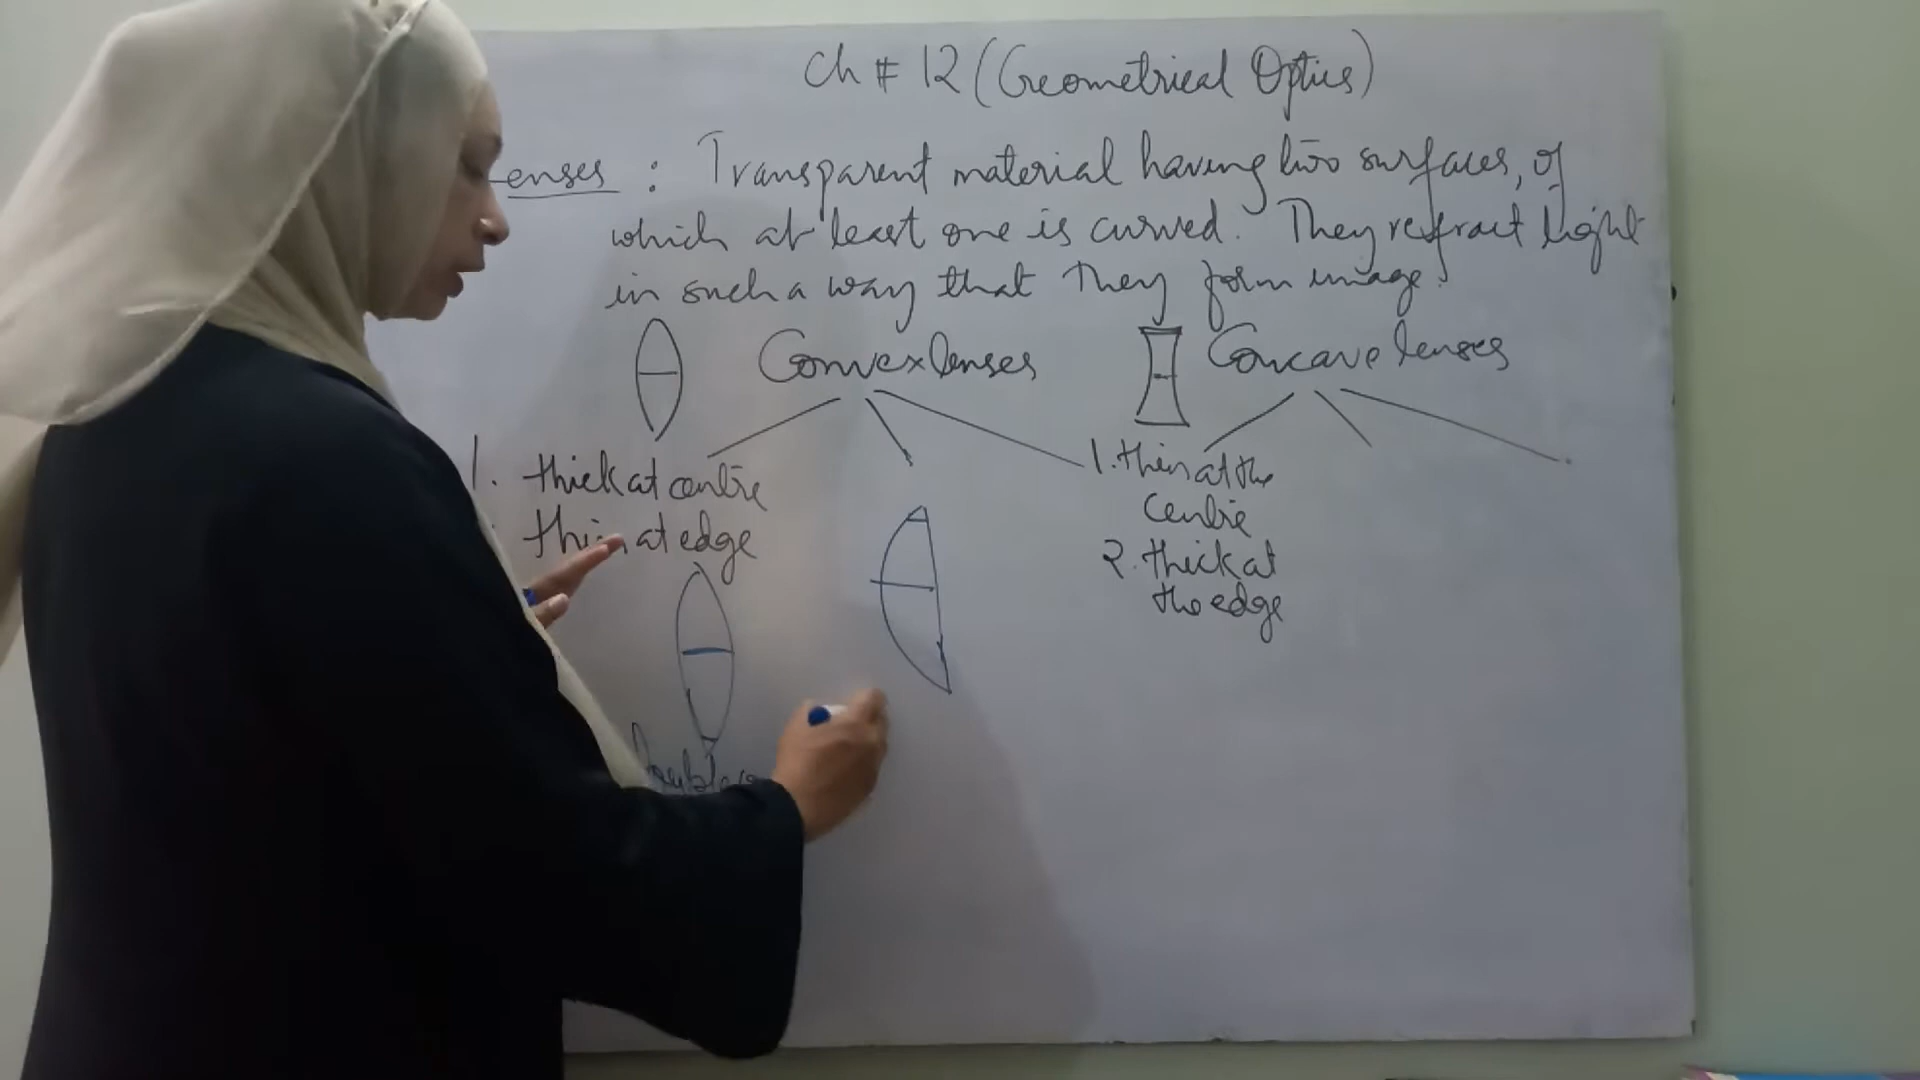 Ch # 12 (Geometrical Optics)
enses : Transparent material having two surfaces, of
which at least one is curved. They refract light
in such a way that they form image.
Convex lenses
Concave lenses
1. thick at centre
thin at edge
1. thin at the
centre
2. thick at
the edge
Double co